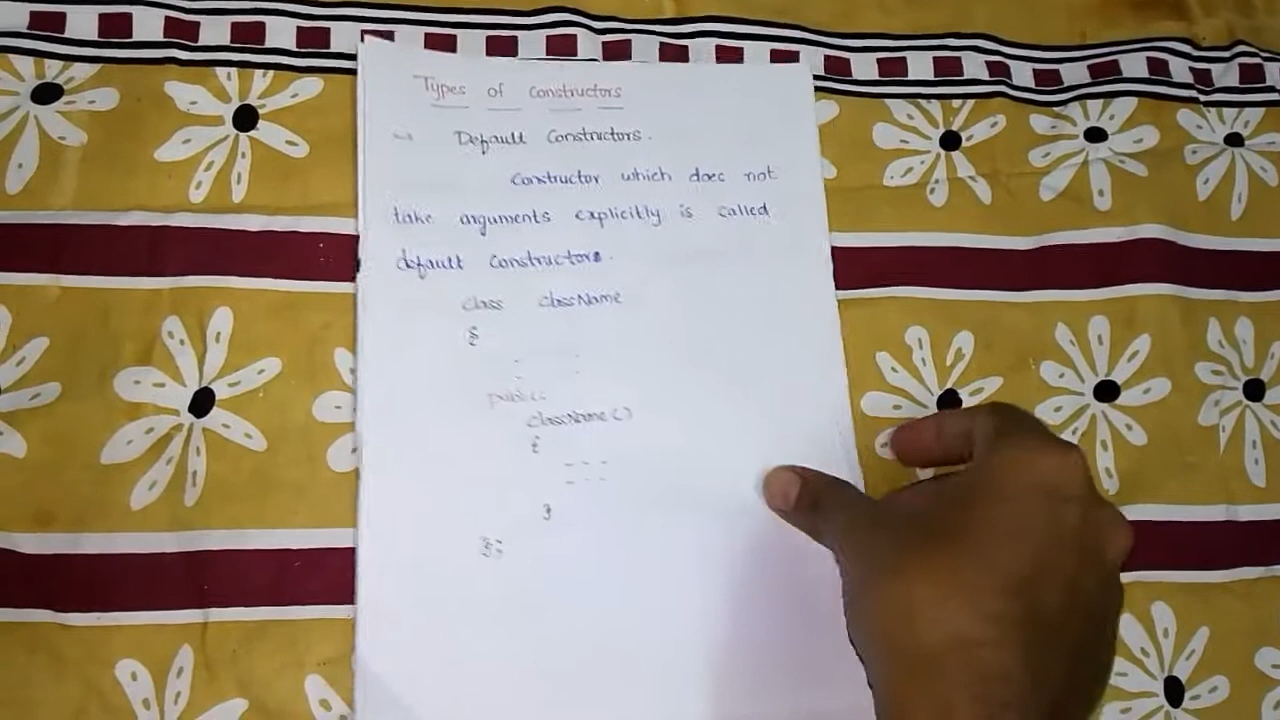 Types of Constructors
→ Default Constructors.
Constructor which does not
take arguments explicitly is called
default constructors.
Class ClassName
{
- -
-
public:
ClassName ()
{
- - -
- - -
}
};